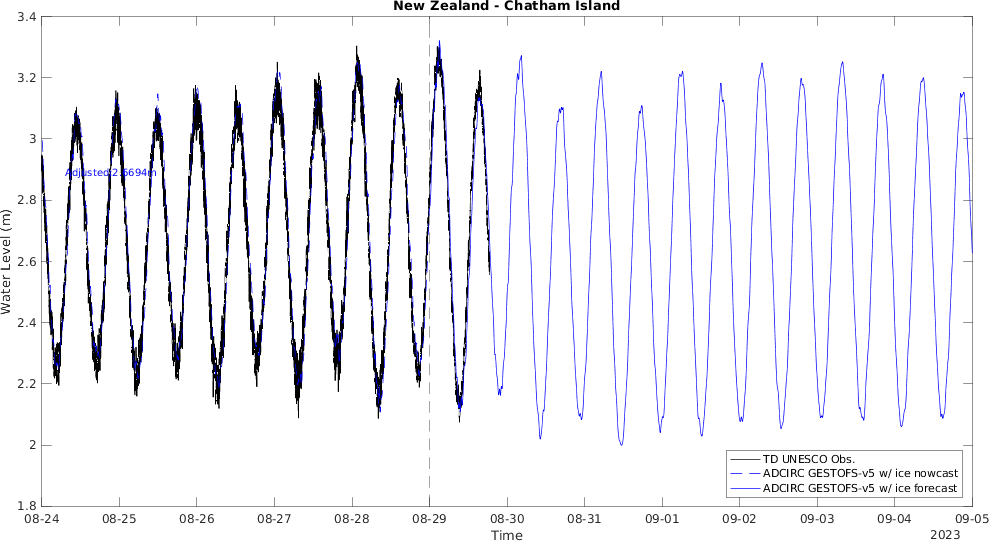 New Zealand - Chatham Island
3.4
3.2
3
2.8
2.6
2.4
2.2
2
1.8
Water Level (m)
Adjusted:2.6694m
TD UNESCO Obs.
ADCIRC GESTOFS-v5 w/ ice nowcast
ADCIRC GESTOFS-v5 w/ ice forecast
08-24 08-25 08-26 08-27 08-28 08-29 08-30 08-31 09-01 09-02 09-03 09-04 09-05
Time
2023